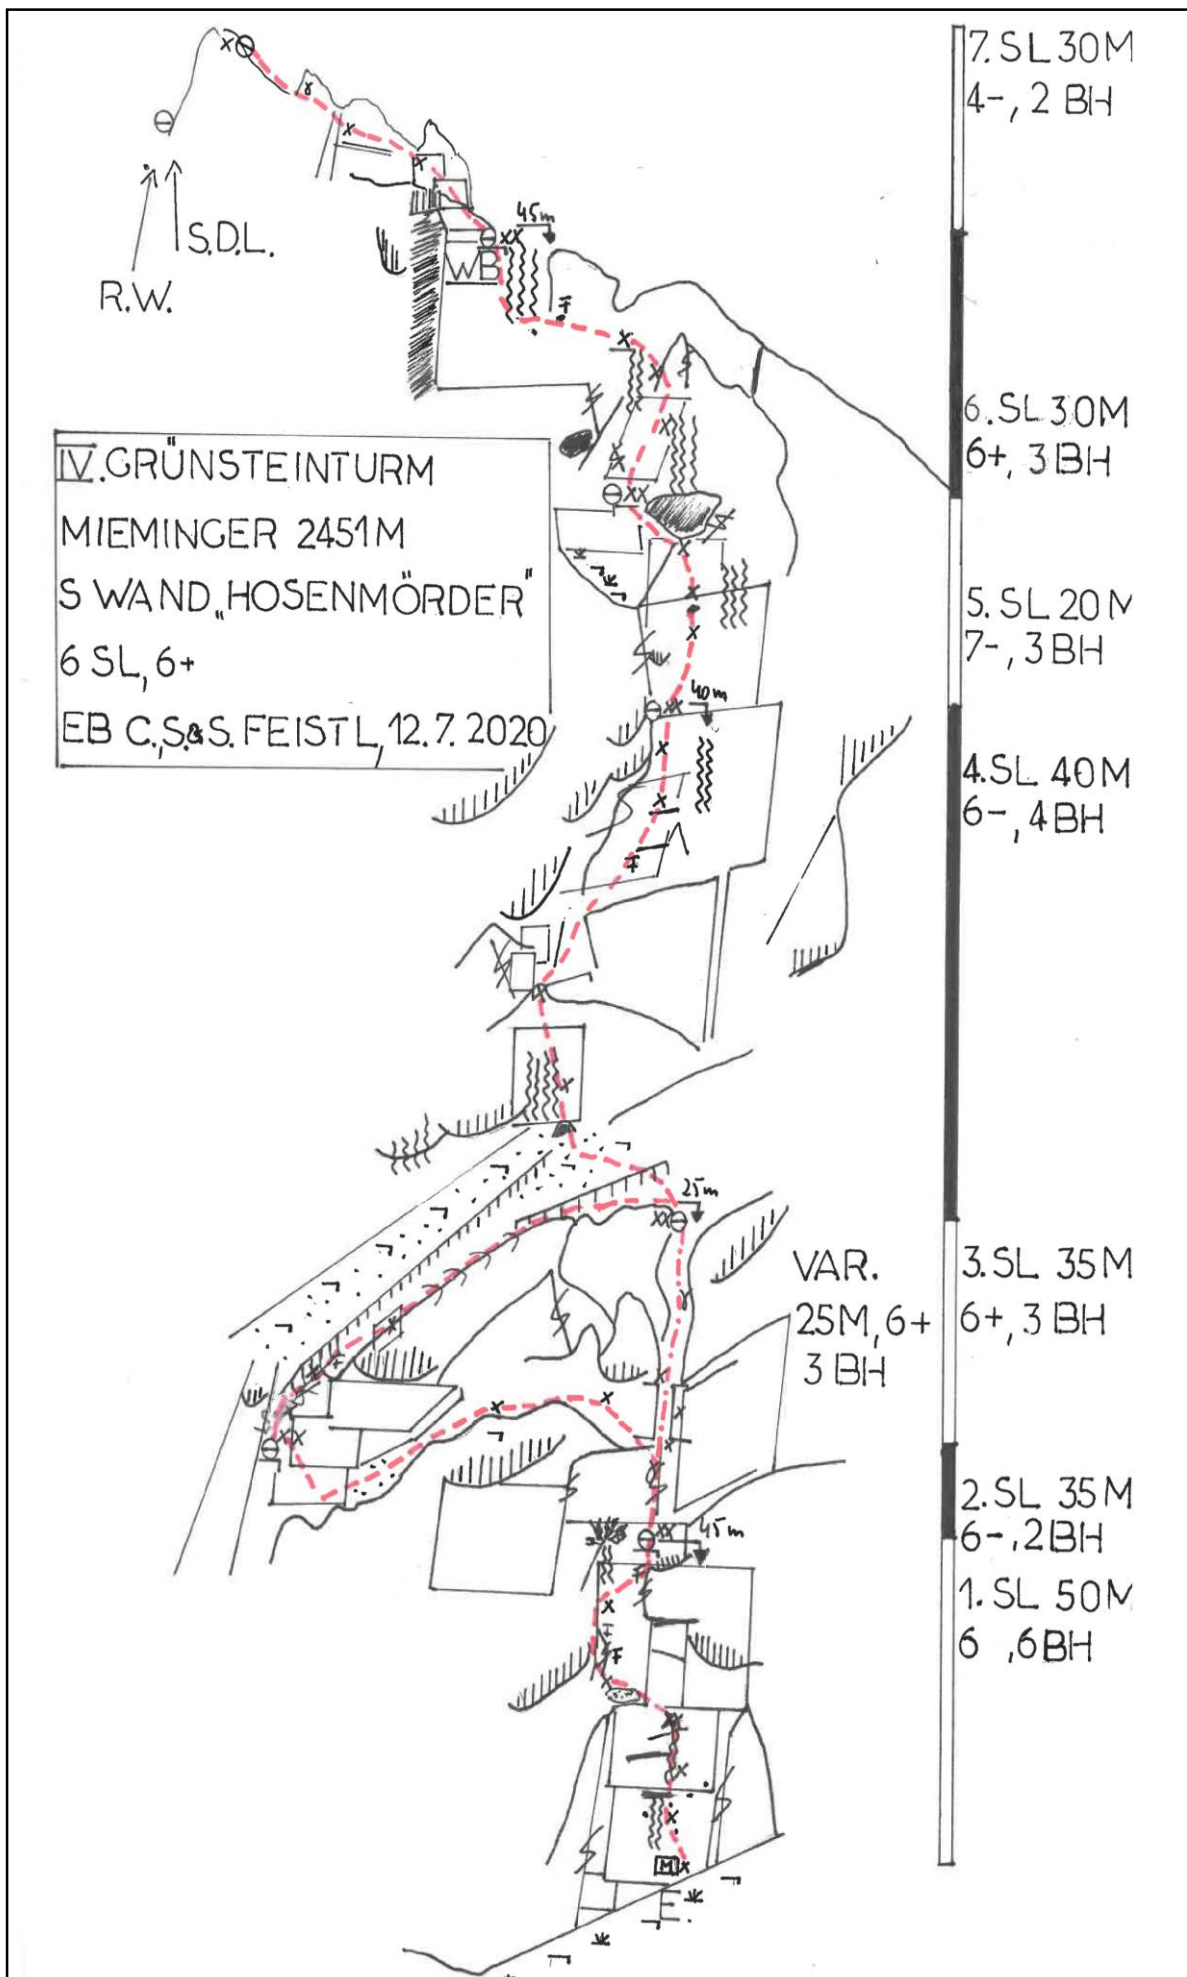 7. SL 30M
4-, 2 BH
45m
S.D.L.
WB
R.W.
6. SL 30M
6+, 3 BH
IV. GRÜNSTEINTURM
MIEMINGER 2451M
S WAND „HOSENMÖRDER"
6 SL, 6+
EB C., S. & S. FEISTL, 12.7.2020
5. SL 20M
7-, 3 BH
40m
4. SL 40M
6-, 4 BH
25m
VAR.
25M, 6+
3 BH
3. SL 35M
6+, 3 BH
2. SL 35M
6-, 2 BH
45m
1. SL 50M
6 , 6 BH
M
E.